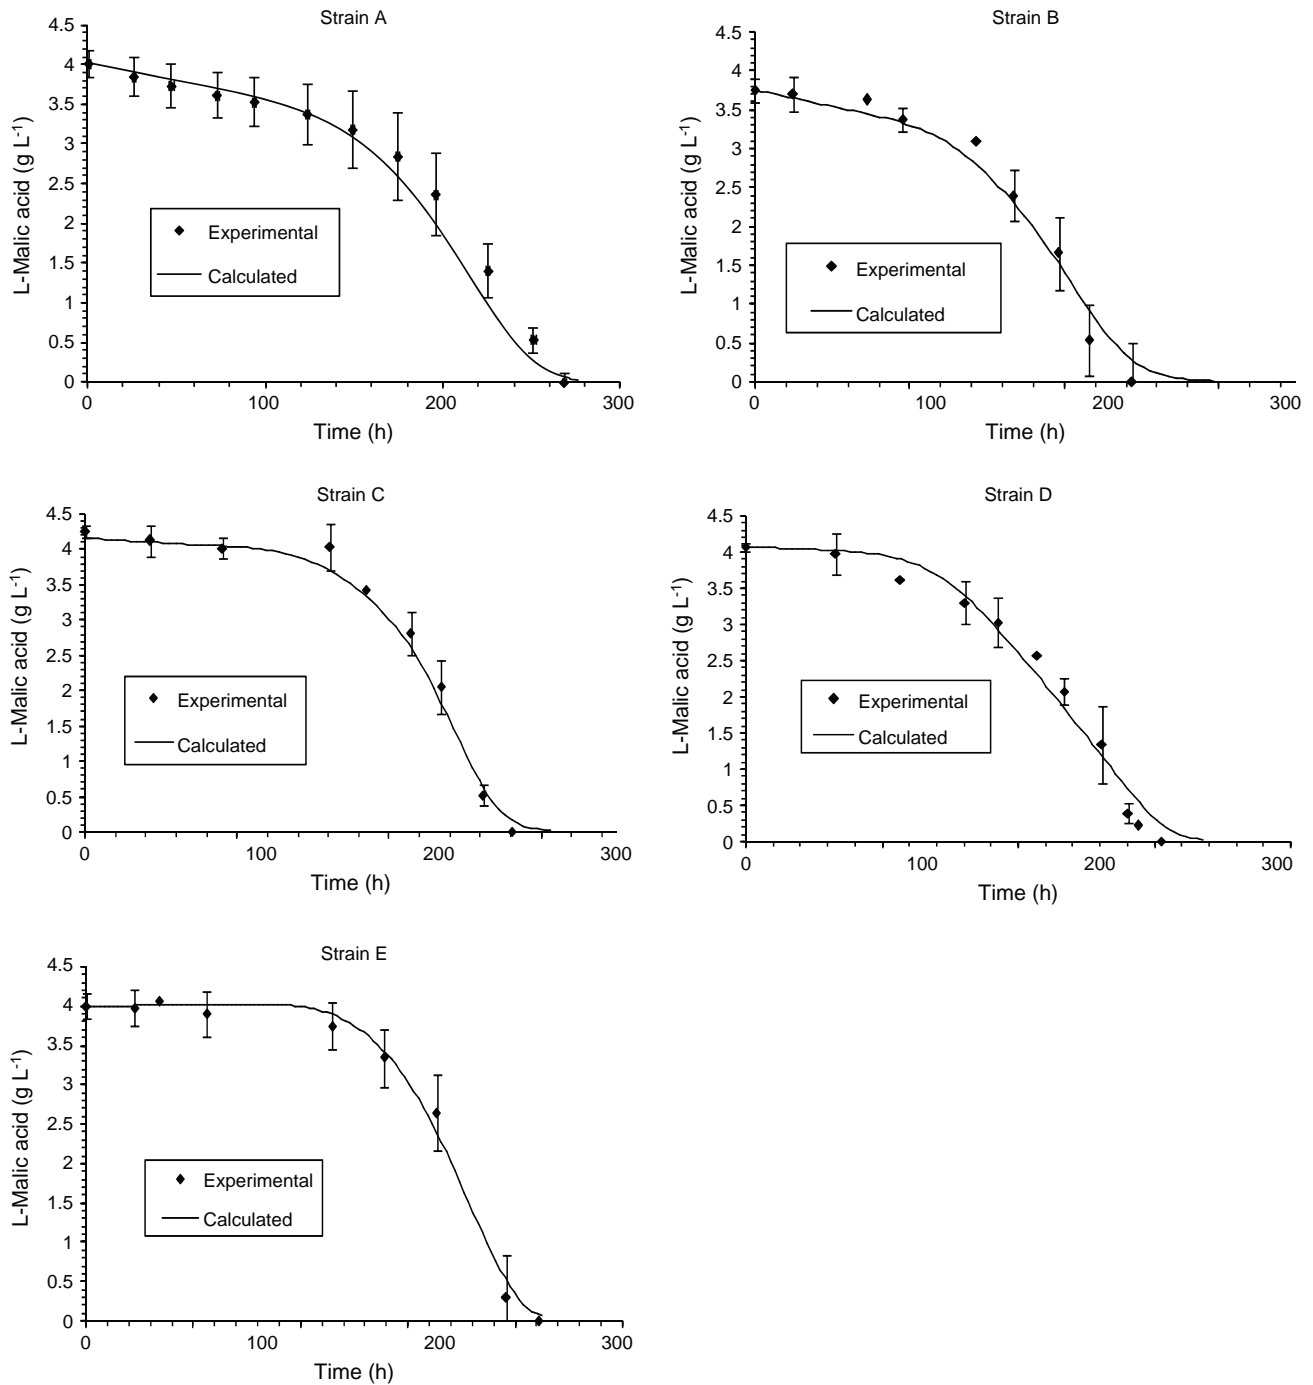 Strain A
4.5
4
3.5
3
2.5
2
1.5
1
0.5
0
L-Malic acid (g L-1)
Experimental
Calculated
0 100 200 300
Time (h)
Strain B
4.5
4
3.5
3
2.5
2
1.5
1
0.5
0
L-Malic acid (g L-1)
Experimental
Calculated
0 100 200 300
Time (h)
Strain C
4.5
4
3.5
3
2.5
2
1.5
1
0.5
0
L-Malic acid (g L-1)
Experimental
Calculated
0 100 200 300
Time (h)
Strain D
4.5
4
3.5
3
2.5
2
1.5
1
0.5
0
L-Malic acid (g L-1)
Experimental
Calculated
0 100 200 300
Time (h)
Strain E
4.5
4
3.5
3
2.5
2
1.5
1
0.5
0
L-Malic acid (g L-1)
Experimental
Calculated
0 100 200 300
Time (h)